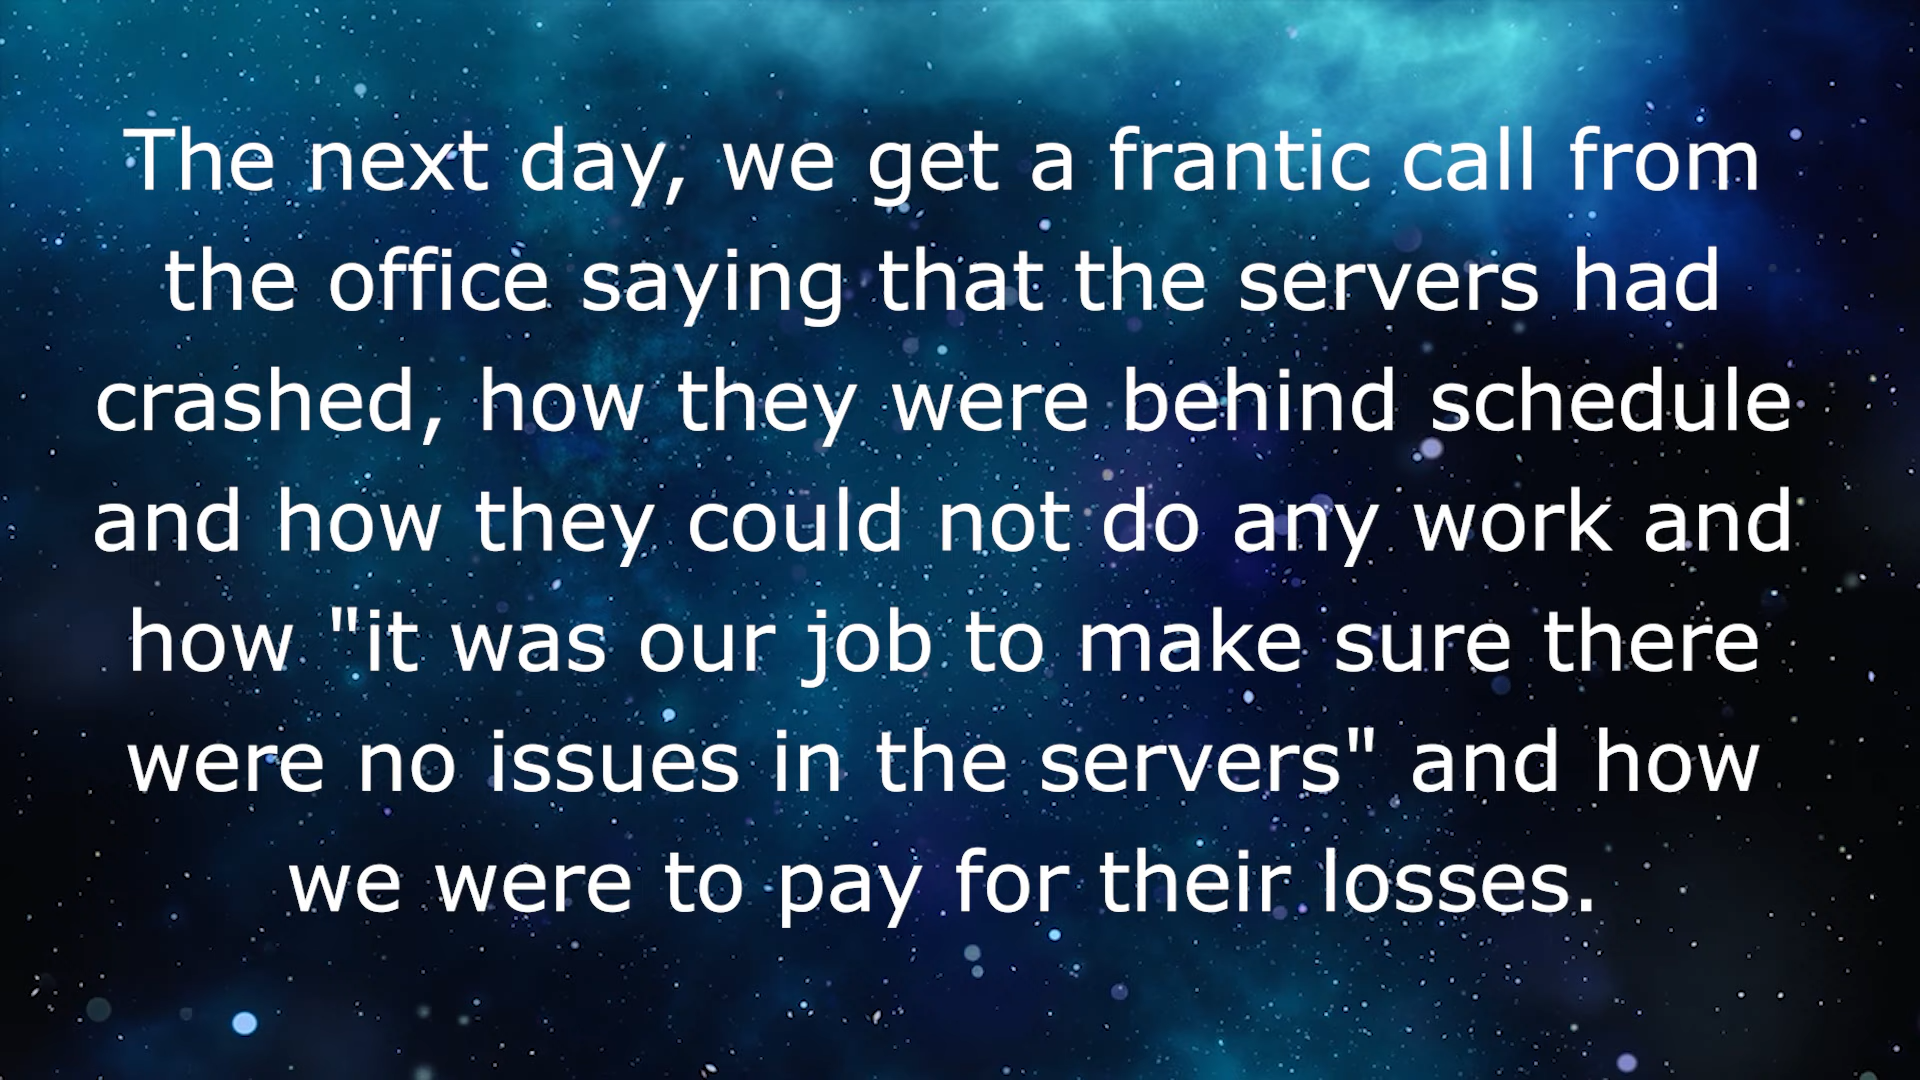 The next day, we get a frantic call from
the office saying that the servers had
crashed, how they were behind schedule
and how they could not do any work and
how "it was our job to make sure there
were no issues in the servers" and how
we were to pay for their losses.